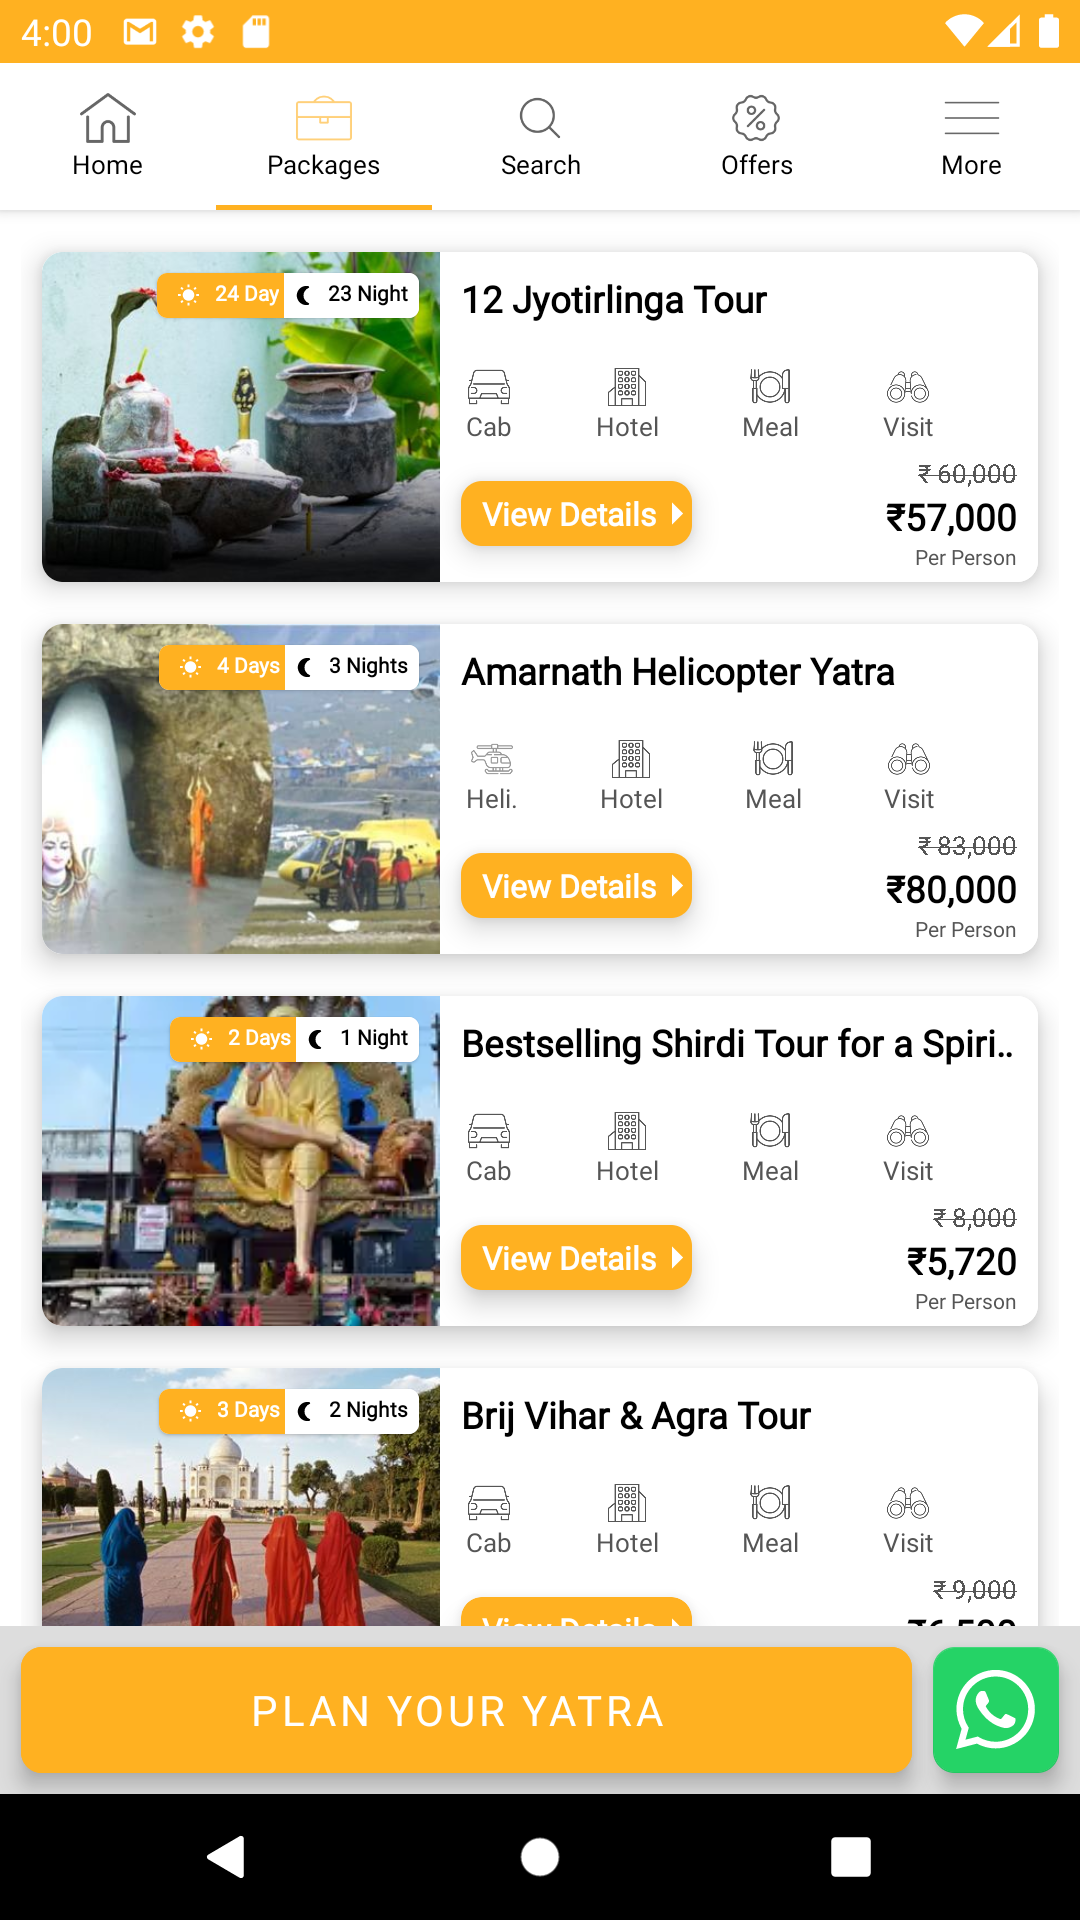 4:00
Home Packages Search Offers More
24 Day 23 Night
12 Jyotirlinga Tour
Cab Hotel Meal Visit
₹ 60,000
View Details
₹57,000
Per Person
4 Days 3 Nights
Amarnath Helicopter Yatra
Heli. Hotel Meal Visit
₹ 83,000
View Details
₹80,000
Per Person
2 Days 1 Night
Bestselling Shirdi Tour for a Spiri..
Cab Hotel Meal Visit
₹ 8,000
View Details
₹5,720
Per Person
3 Days 2 Nights
Brij Vihar & Agra Tour
Cab Hotel Meal Visit
₹ 9,000
View Details
PLAN YOUR YATRA